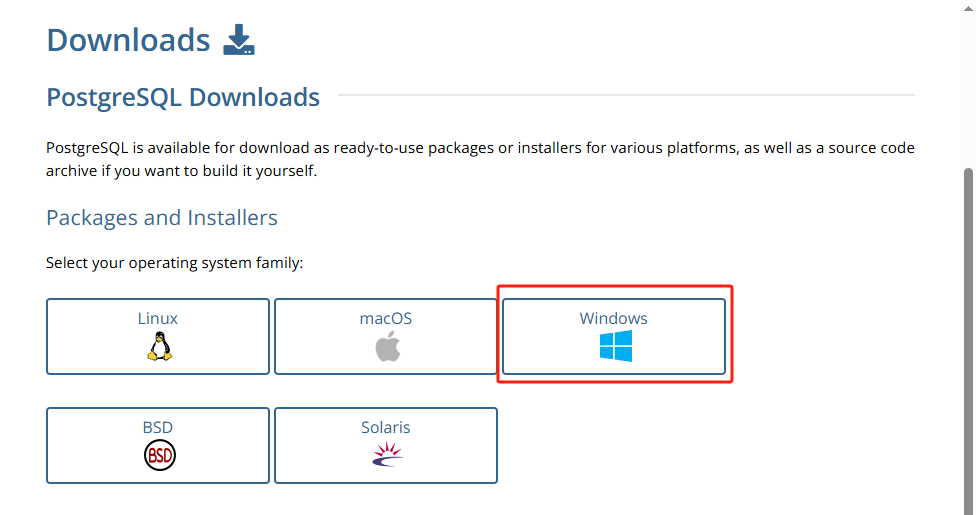 Downloads
PostgreSQL Downloads
PostgreSQL is available for download as ready-to-use packages or installers for various platforms, as well as a source code
archive if you want to build it yourself.
Packages and Installers
Select your operating system family:
Linux
macOS
Windows
BSD
BSD
Solaris